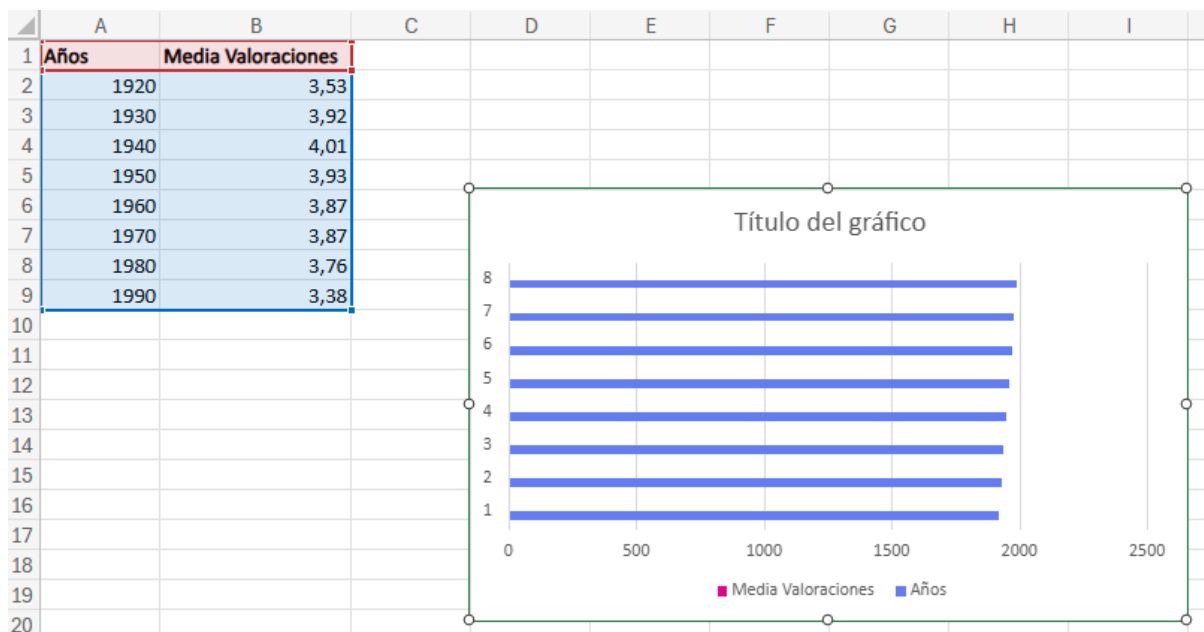 A B C D E F G H I
1 Años Media Valoraciones
2 1920 3,53
3 1930 3,92
4 1940 4,01
5 1950 3,93
6 1960 3,87
7 1970 3,87
8 1980 3,76
9 1990 3,38
10
11
12
13
14
15
16
17
18
19
20
Título del gráfico
8
7
6
5
4
3
2
1
0 500 1000 1500 2000 2500
Media Valoraciones Años